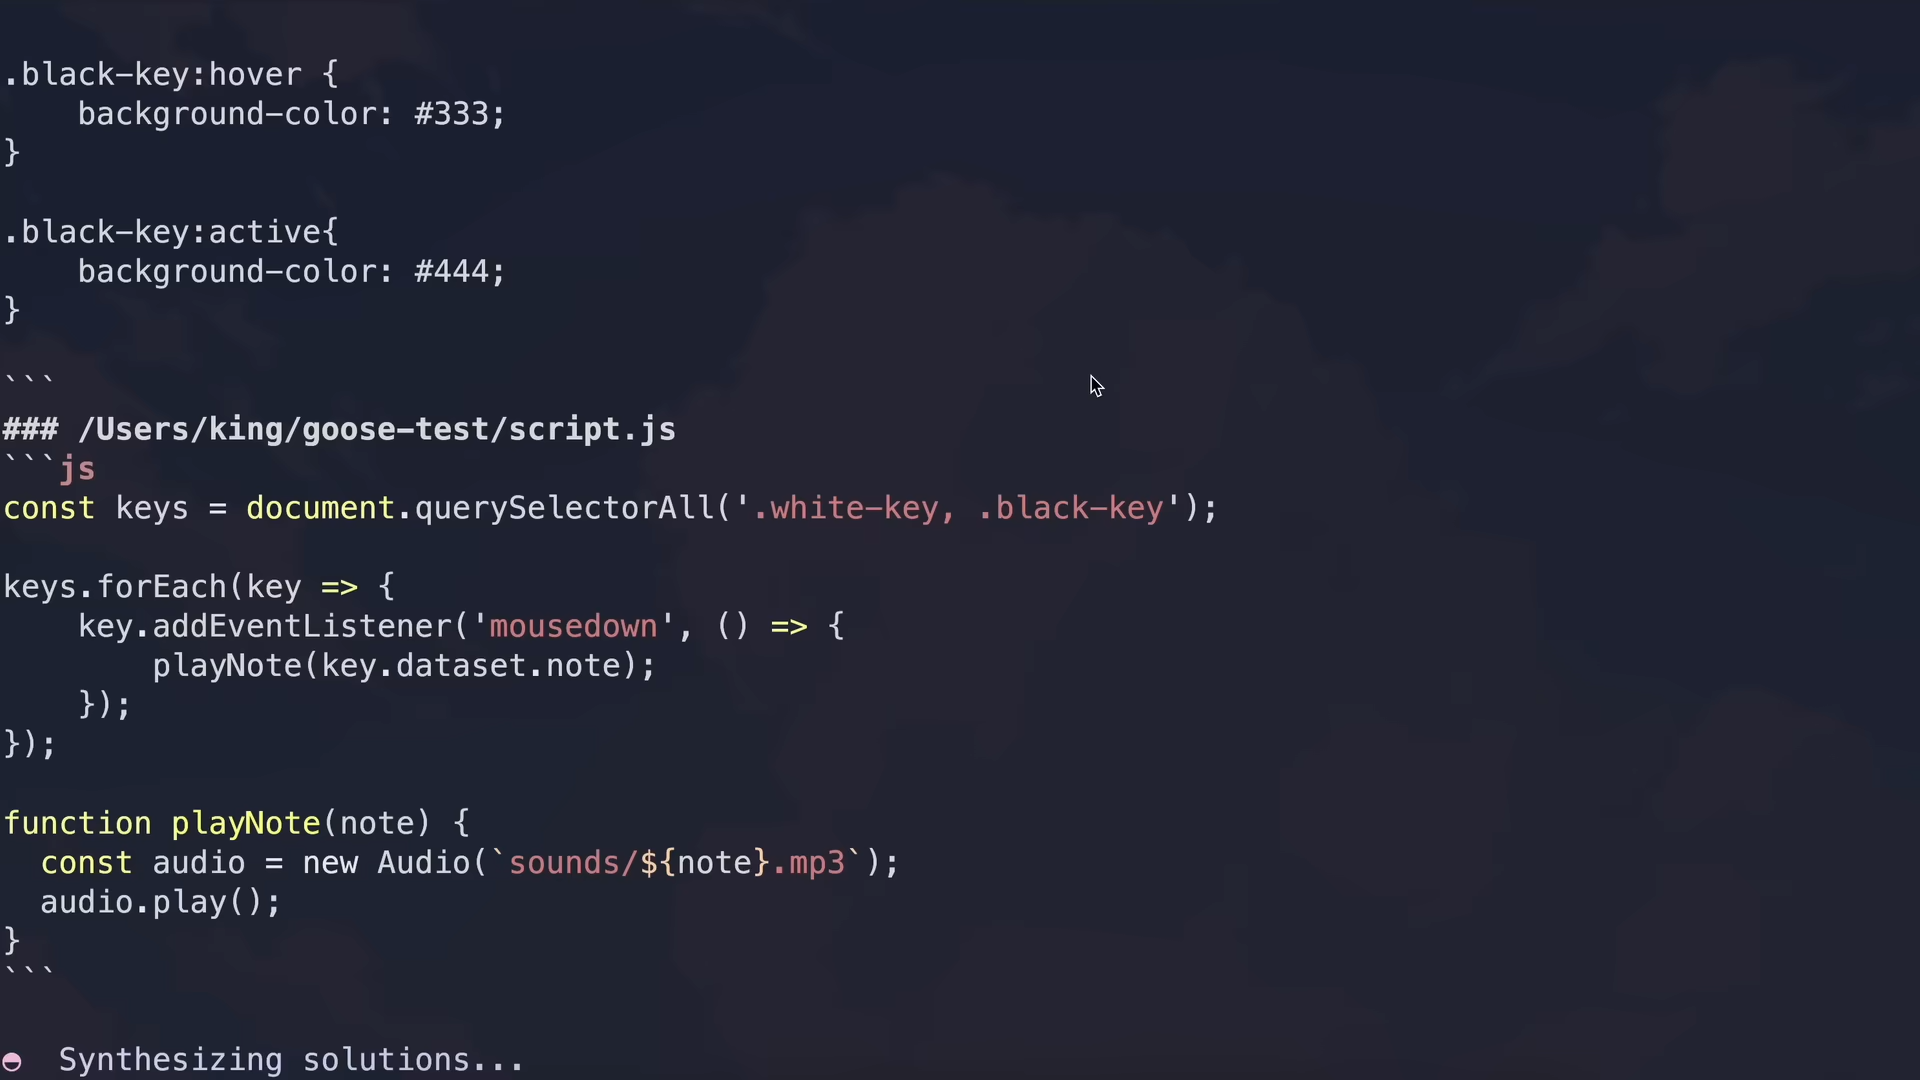 .black-key:hover {
    background-color: #333;
}

.black-key:active{
    background-color: #444;
}

```
### /Users/king/goose-test/script.js
```js
const keys = document.querySelectorAll('.white-key, .black-key');

keys.forEach(key => {
    key.addEventListener('mousedown', () => {
        playNote(key.dataset.note);
    });
});

function playNote(note) {
  const audio = new Audio(`sounds/${note}.mp3`);
  audio.play();
}
```

Synthesizing solutions...